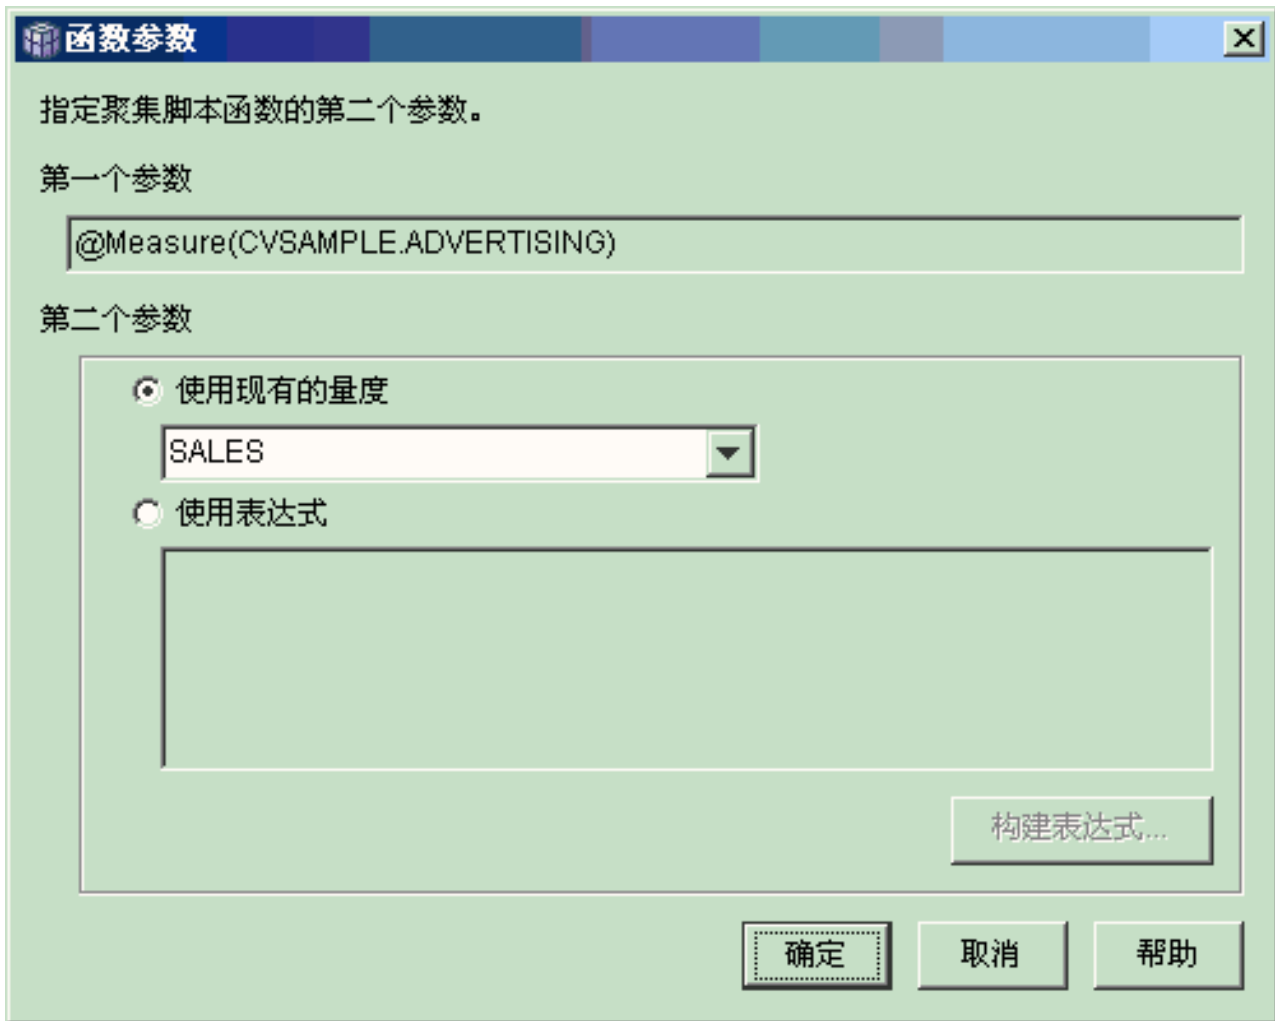 函数参数
指定聚集脚本函数的第二个参数。
第一个参数
@Measure(CVSAMPLE.ADVERTISING)
第二个参数
使用现有的量度
SALES
使用表达式
构建表达式...
确定 取消 帮助